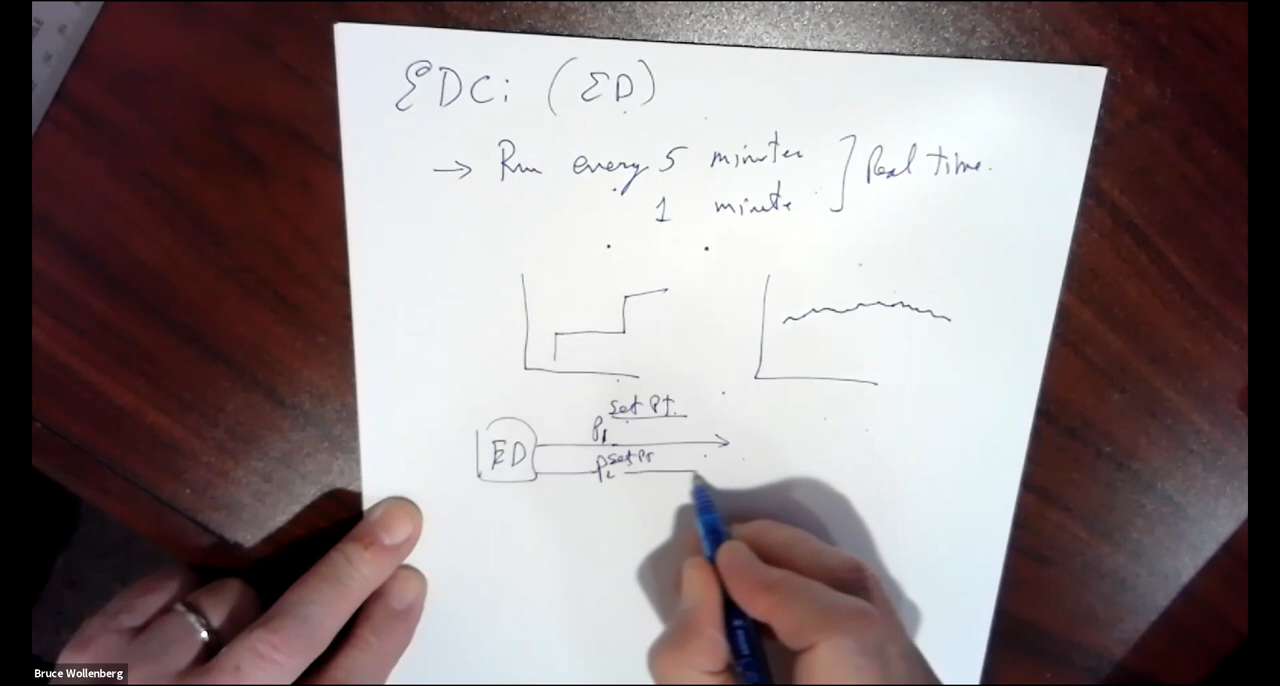 EDC: (ED)
→ Run every 5 minutes
1 minute
] Real time.
Set Pt.
P1
ED
P2 set Pt
Bruce Wollenberg